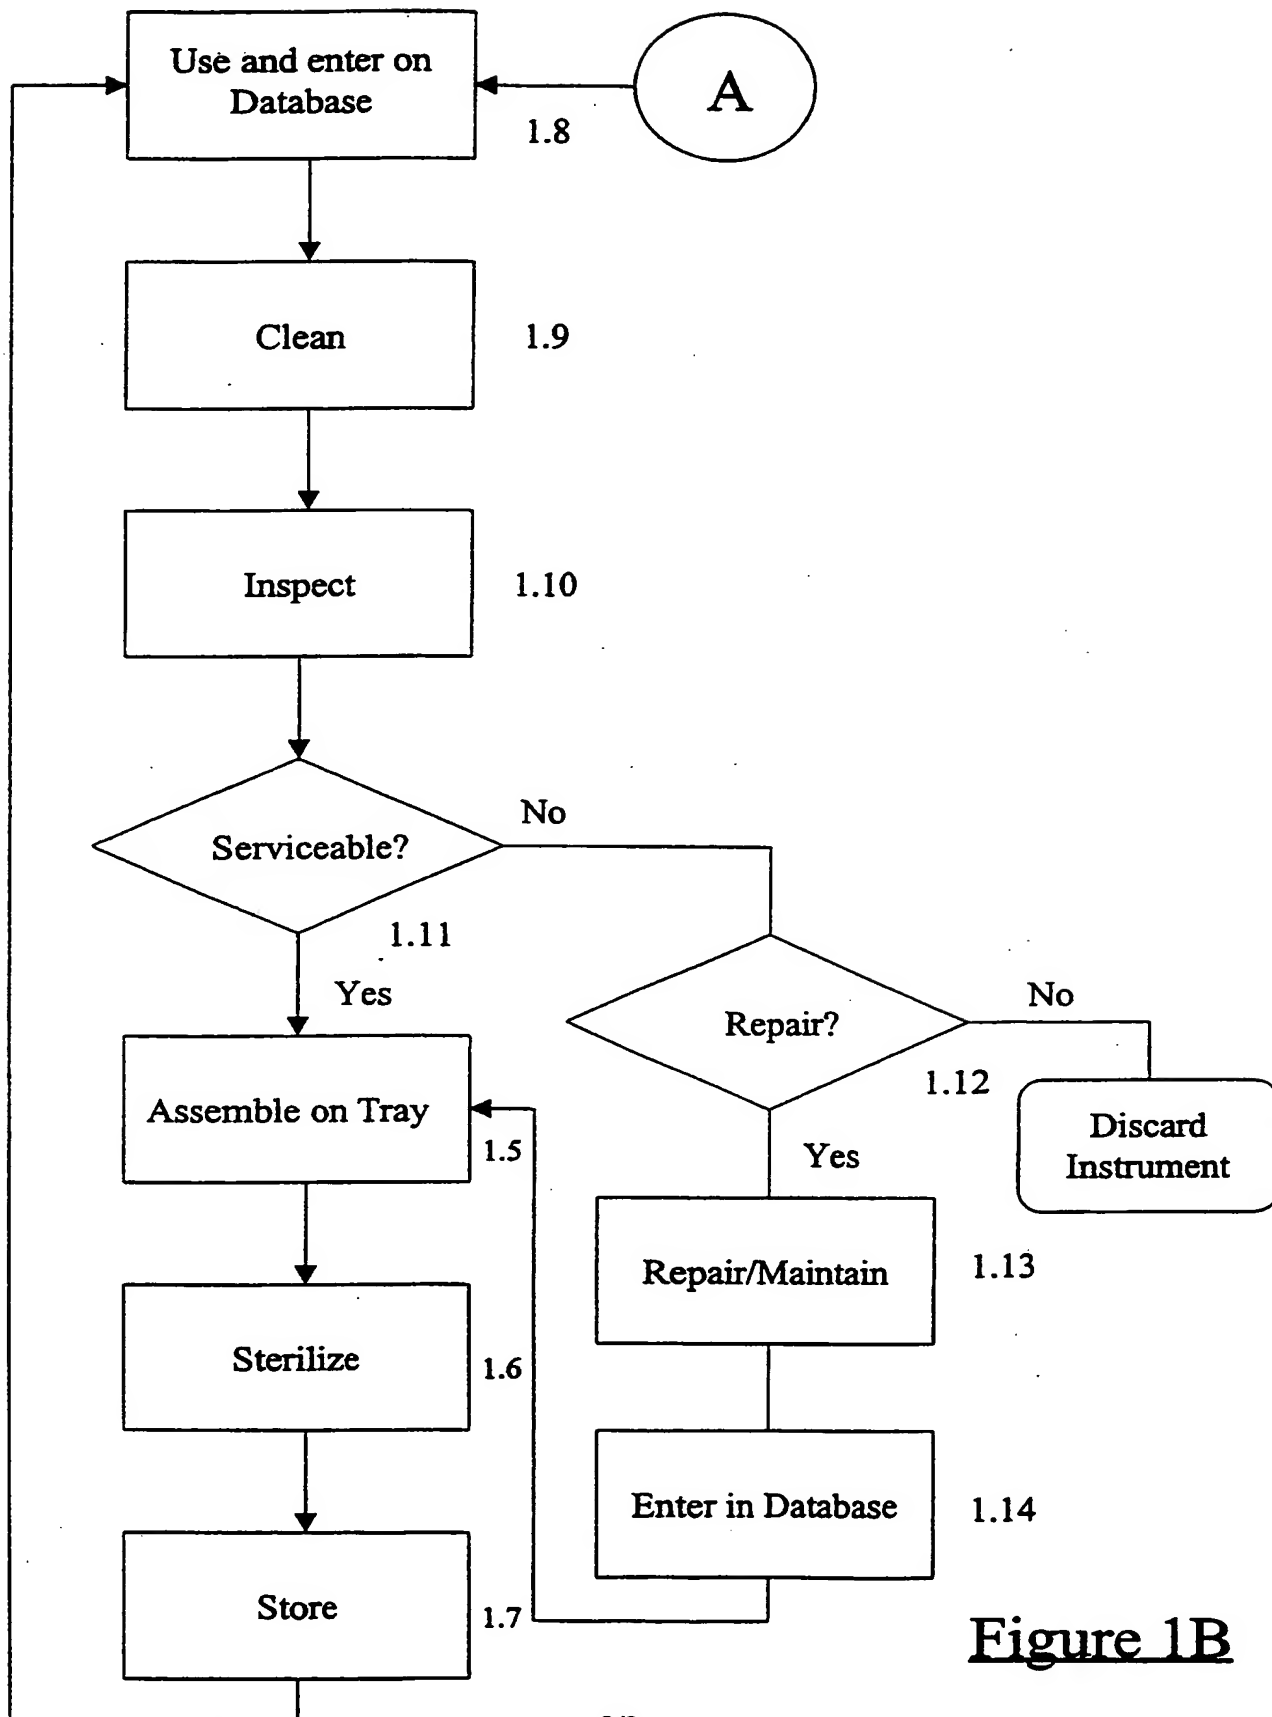 Use and enter on
Database
A
1.8
Clean
1.9
Inspect
1.10
No
Serviceable?
1.11
Yes
No
Repair?
1.12
Assemble on Tray
1.5
Discard
Instrument
Yes
Repair/Maintain
1.13
Sterilize
1.6
Enter in Database
1.14
Store
1.7
Figure 1B